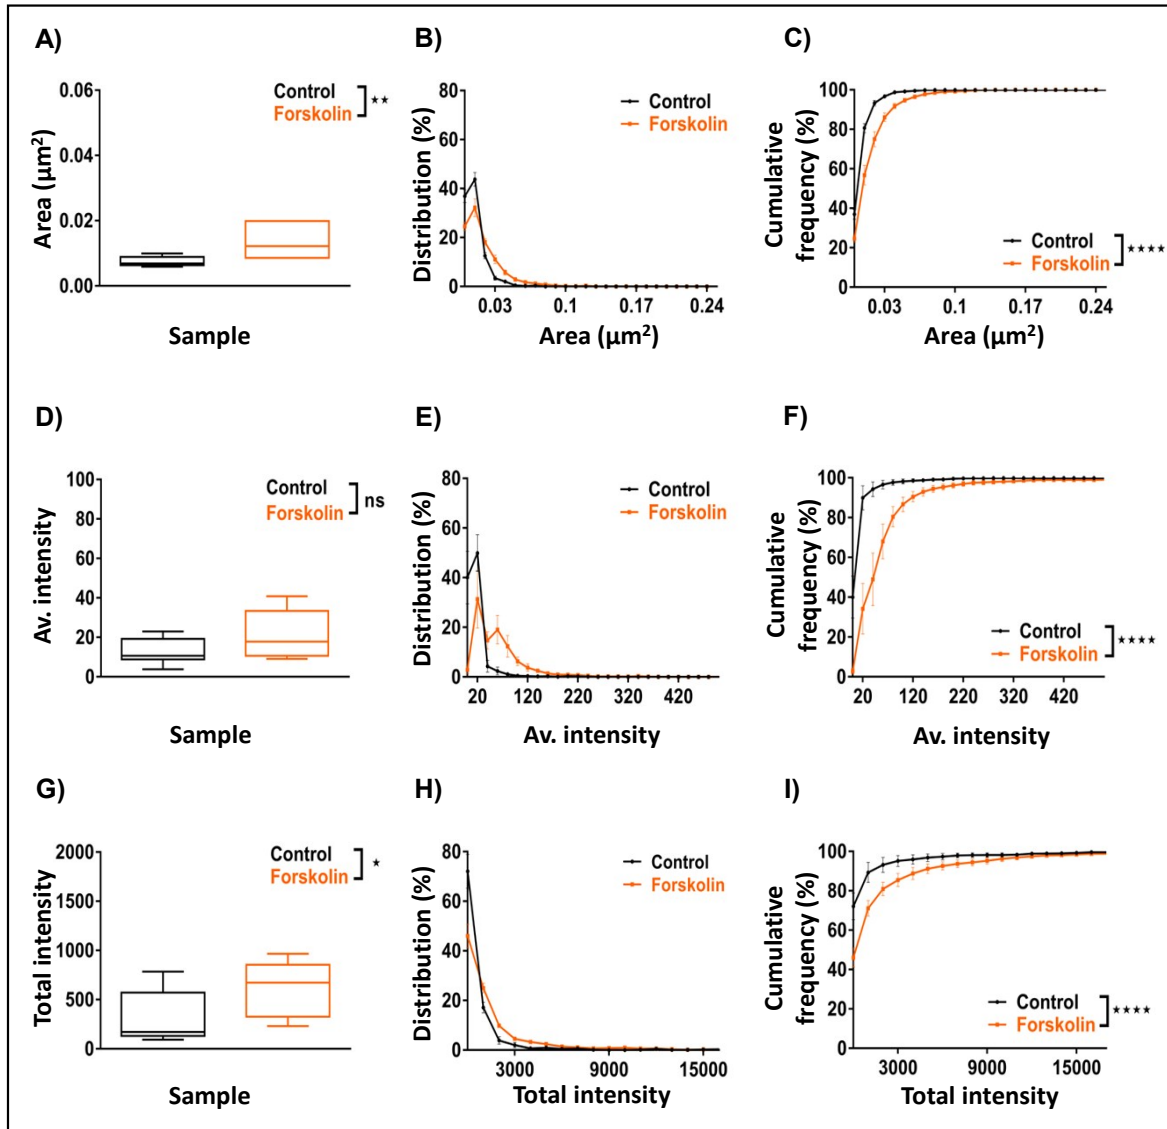 A)
Area (µm²)
0.06
0.04
0.02
0.00
Control
Forskolin
★★
Sample
B)
Distribution (%)
80
60
40
20
0
Control
Forskolin
0.03 0.1 0.17 0.24
Area (µm²)
C)
Cumulative
frequency (%)
100
80
60
40
20
0
Control
Forskolin
★★★★
0.03 0.1 0.17 0.24
Area (µm²)
D)
Av. intensity
100
80
60
40
20
0
Control
Forskolin
ns
Sample
E)
Distribution (%)
80
60
40
20
0
Control
Forskolin
20 120 220 320 420
Av. intensity
F)
Cumulative
frequency (%)
100
80
60
40
20
0
Control
Forskolin
★★★★
20 120 220 320 420
Av. intensity
G)
Total intensity
2000
1500
1000
500
0
Control
Forskolin
★
Sample
H)
Distribution (%)
80
60
40
20
0
Control
Forskolin
3000 9000 15000
Total intensity
I)
Cumulative
frequency (%)
100
80
60
40
20
0
Control
Forskolin
★★★★
3000 9000 15000
Total intensity